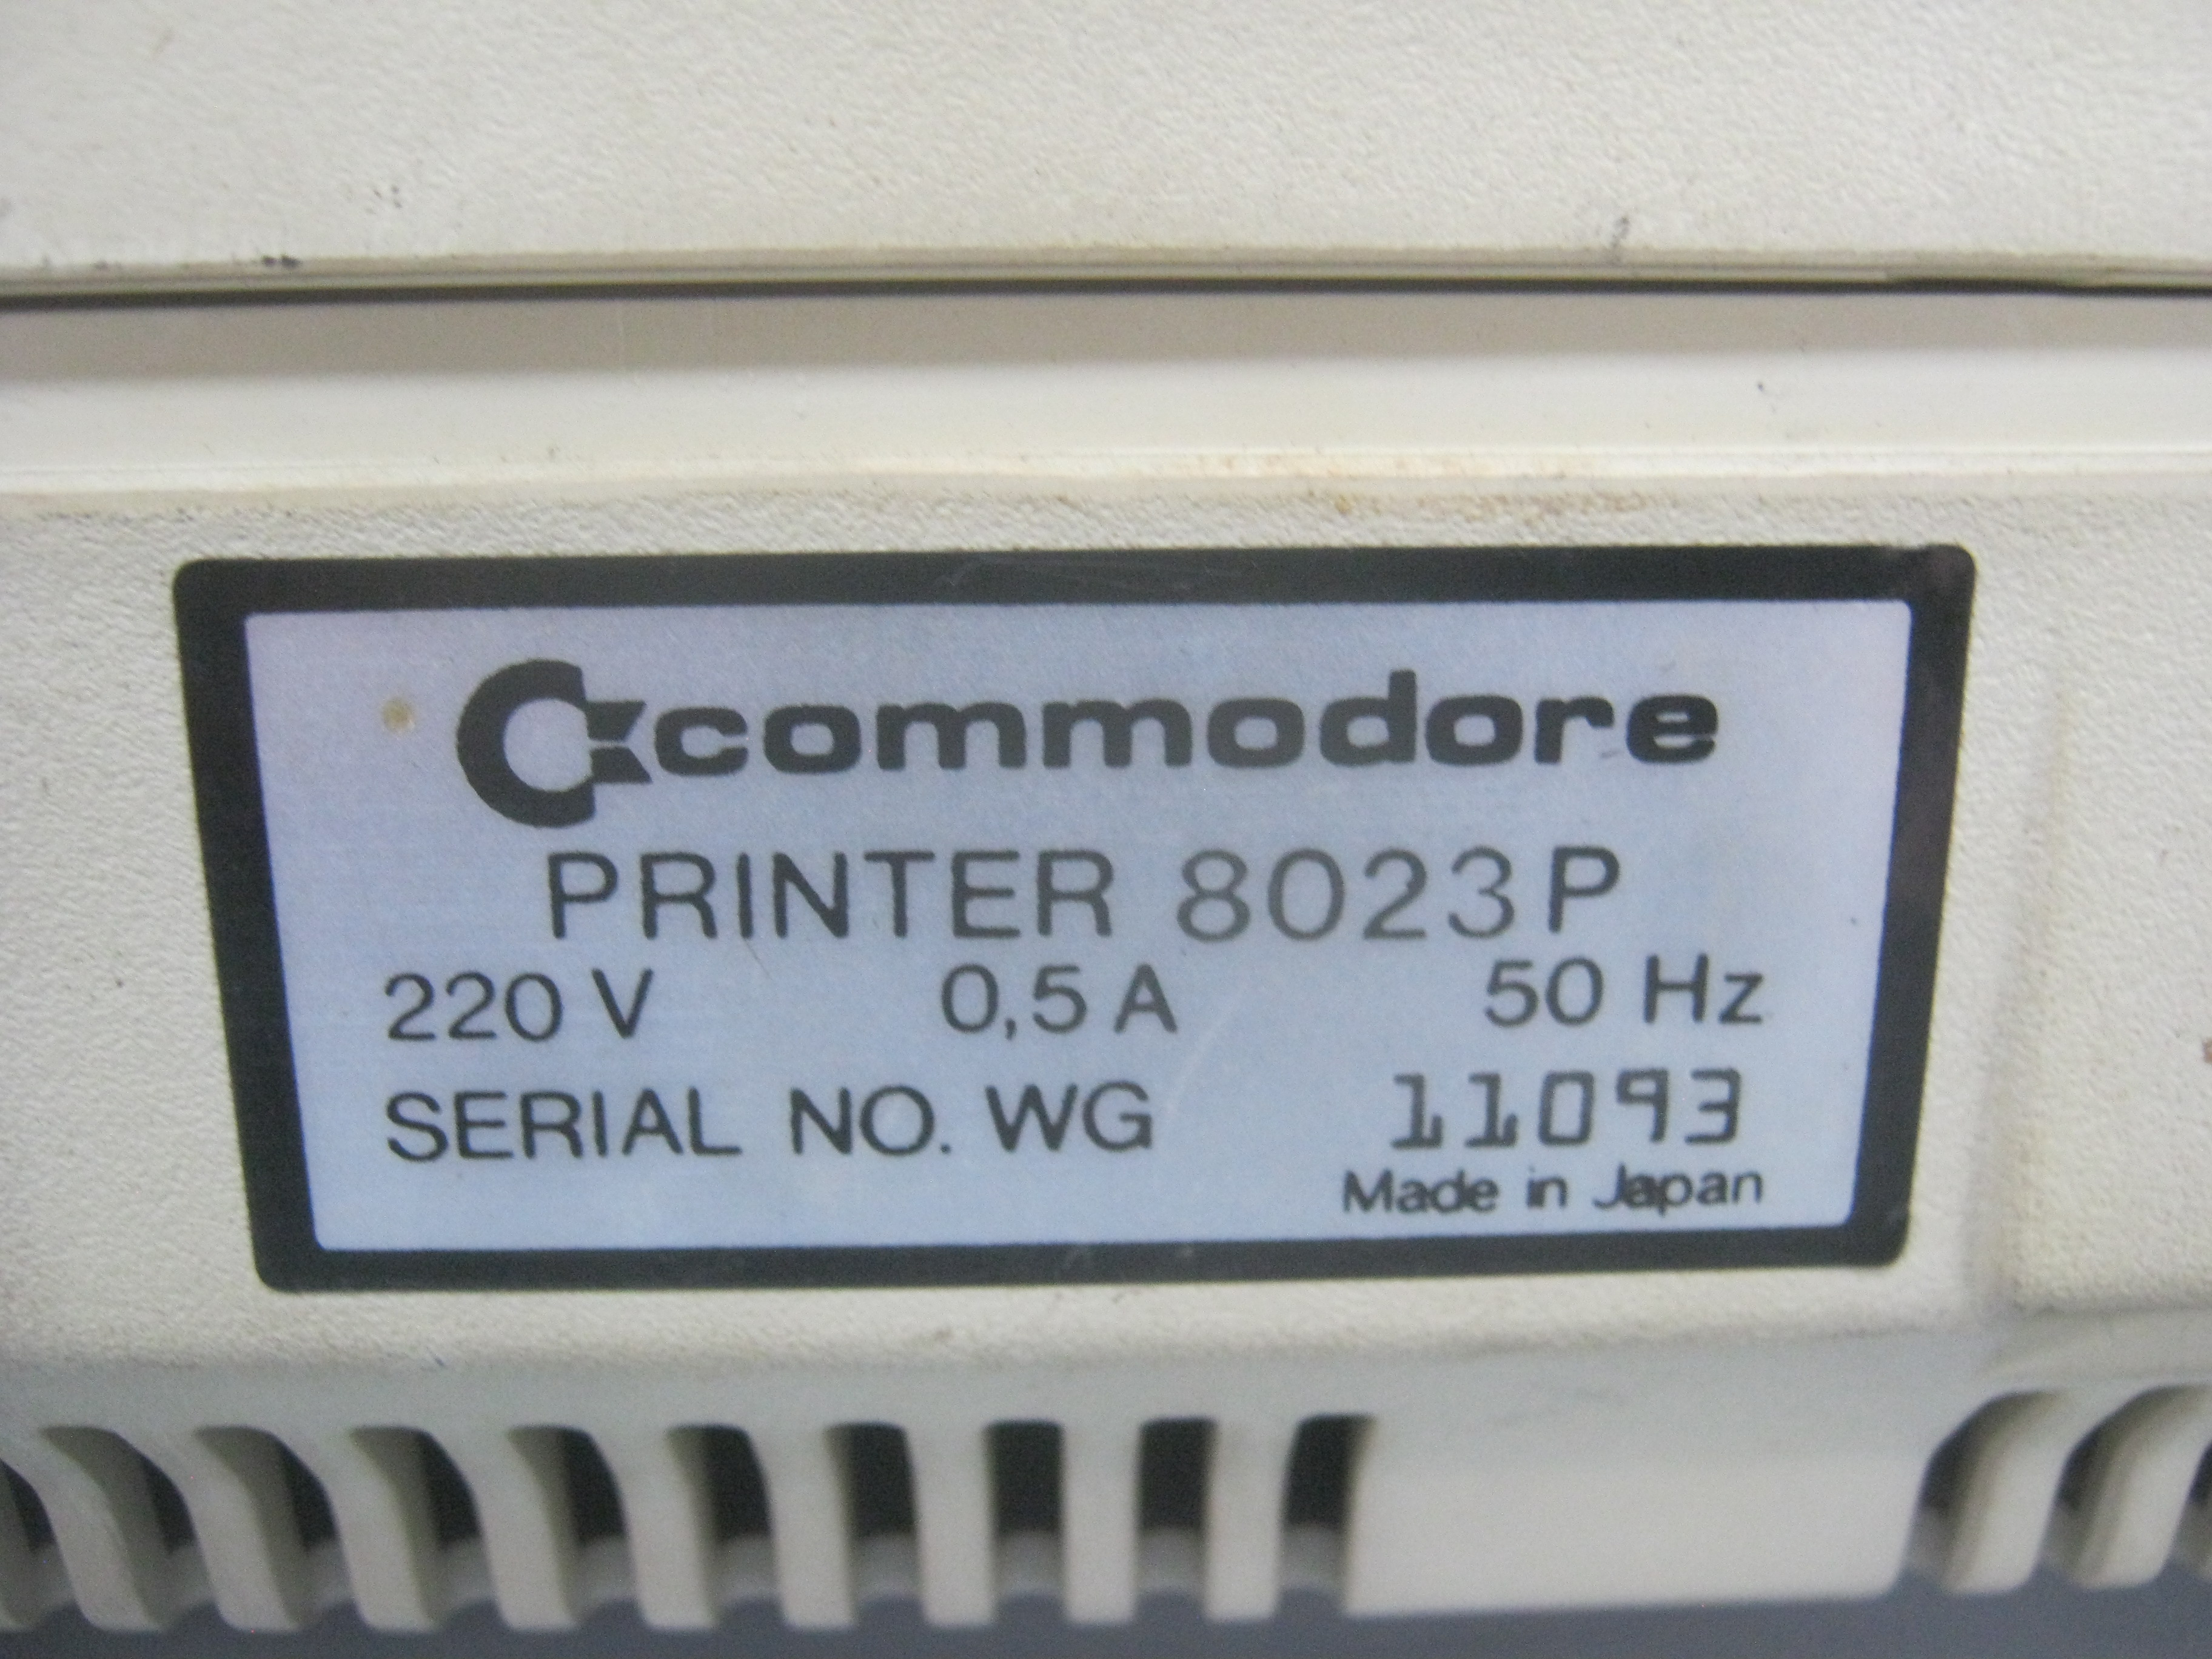 commodore
PRINTER 8023P
220 V 0,5 A 50 Hz
SERIAL NO. WG 11093
Made in Japan